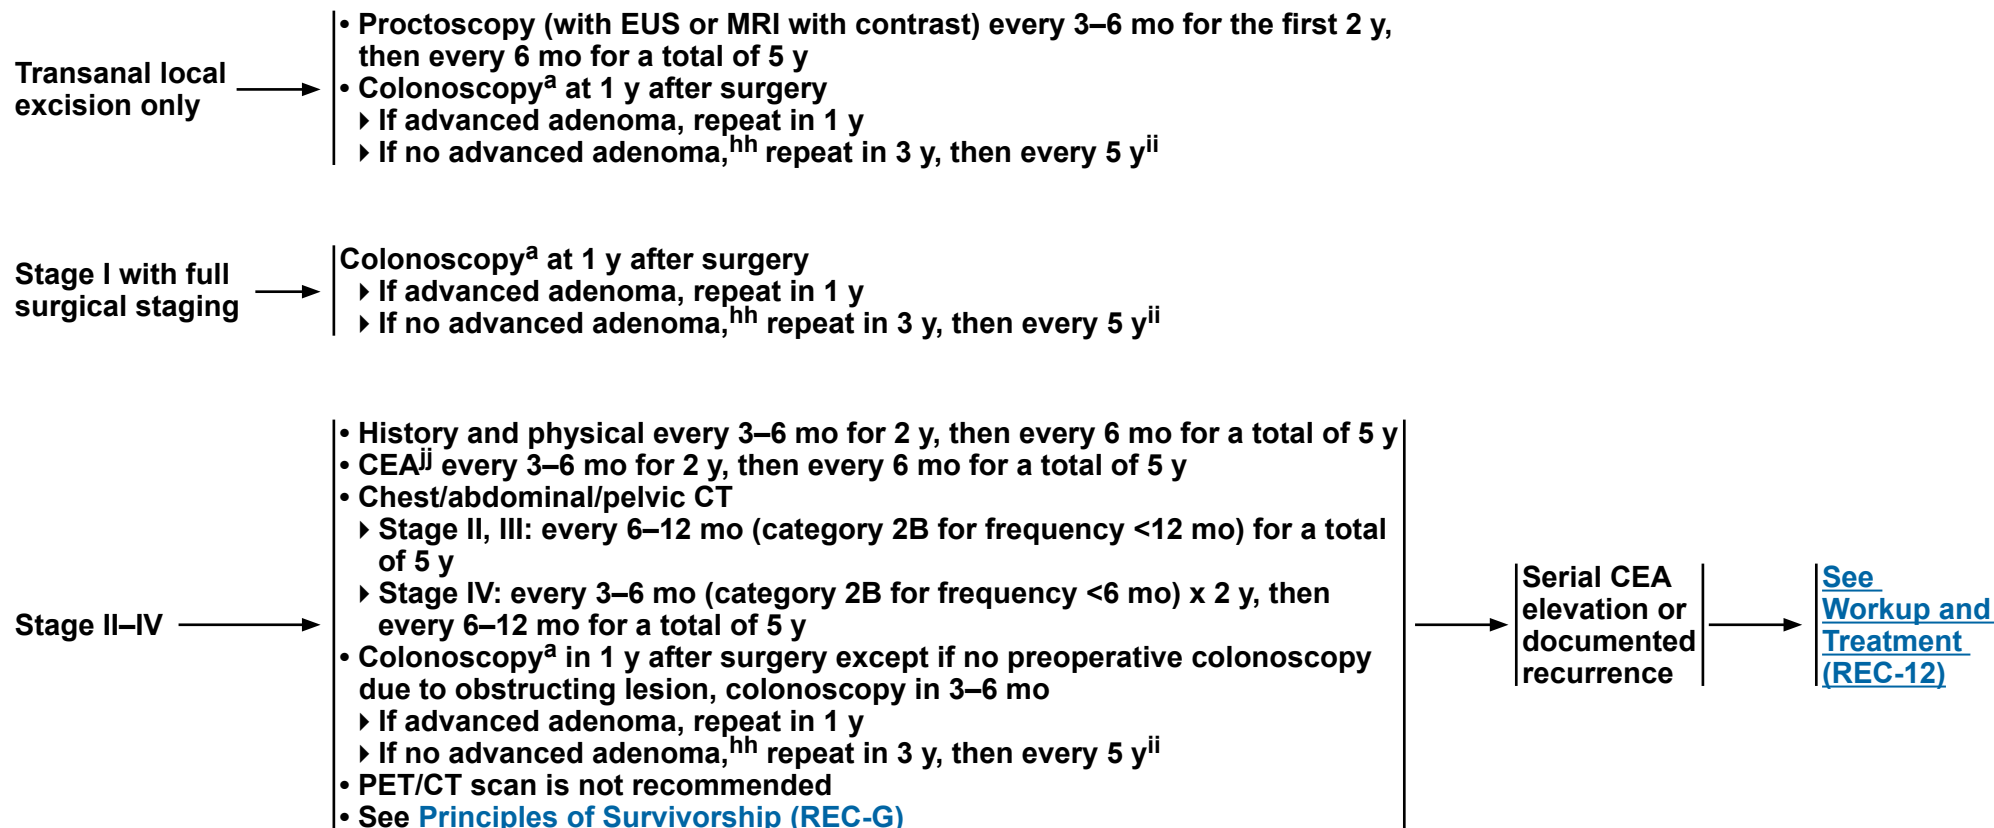 Transanal local
excision only
• Proctoscopy (with EUS or MRI with contrast) every 3–6 mo for the first 2 y,
then every 6 mo for a total of 5 y
• Colonoscopyᵃ at 1 y after surgery
‣ If advanced adenoma, repeat in 1 y
‣ If no advanced adenoma,ʰʰ repeat in 3 y, then every 5 yⁱⁱ
Stage I with full
surgical staging
Colonoscopyᵃ at 1 y after surgery
‣ If advanced adenoma, repeat in 1 y
‣ If no advanced adenoma,ʰʰ repeat in 3 y, then every 5 yⁱⁱ
Stage II–IV
• History and physical every 3–6 mo for 2 y, then every 6 mo for a total of 5 y
• CEAʲʲ every 3–6 mo for 2 y, then every 6 mo for a total of 5 y
• Chest/abdominal/pelvic CT
‣ Stage II, III: every 6–12 mo (category 2B for frequency <12 mo) for a total
of 5 y
‣ Stage IV: every 3–6 mo (category 2B for frequency <6 mo) x 2 y, then
every 6–12 mo for a total of 5 y
• Colonoscopyᵃ in 1 y after surgery except if no preoperative colonoscopy
due to obstructing lesion, colonoscopy in 3–6 mo
‣ If advanced adenoma, repeat in 1 y
‣ If no advanced adenoma,ʰʰ repeat in 3 y, then every 5 yⁱⁱ
• PET/CT scan is not recommended
• See Principles of Survivorship (REC-G)
Serial CEA
elevation or
documented
recurrence
See
Workup and
Treatment
(REC-12)